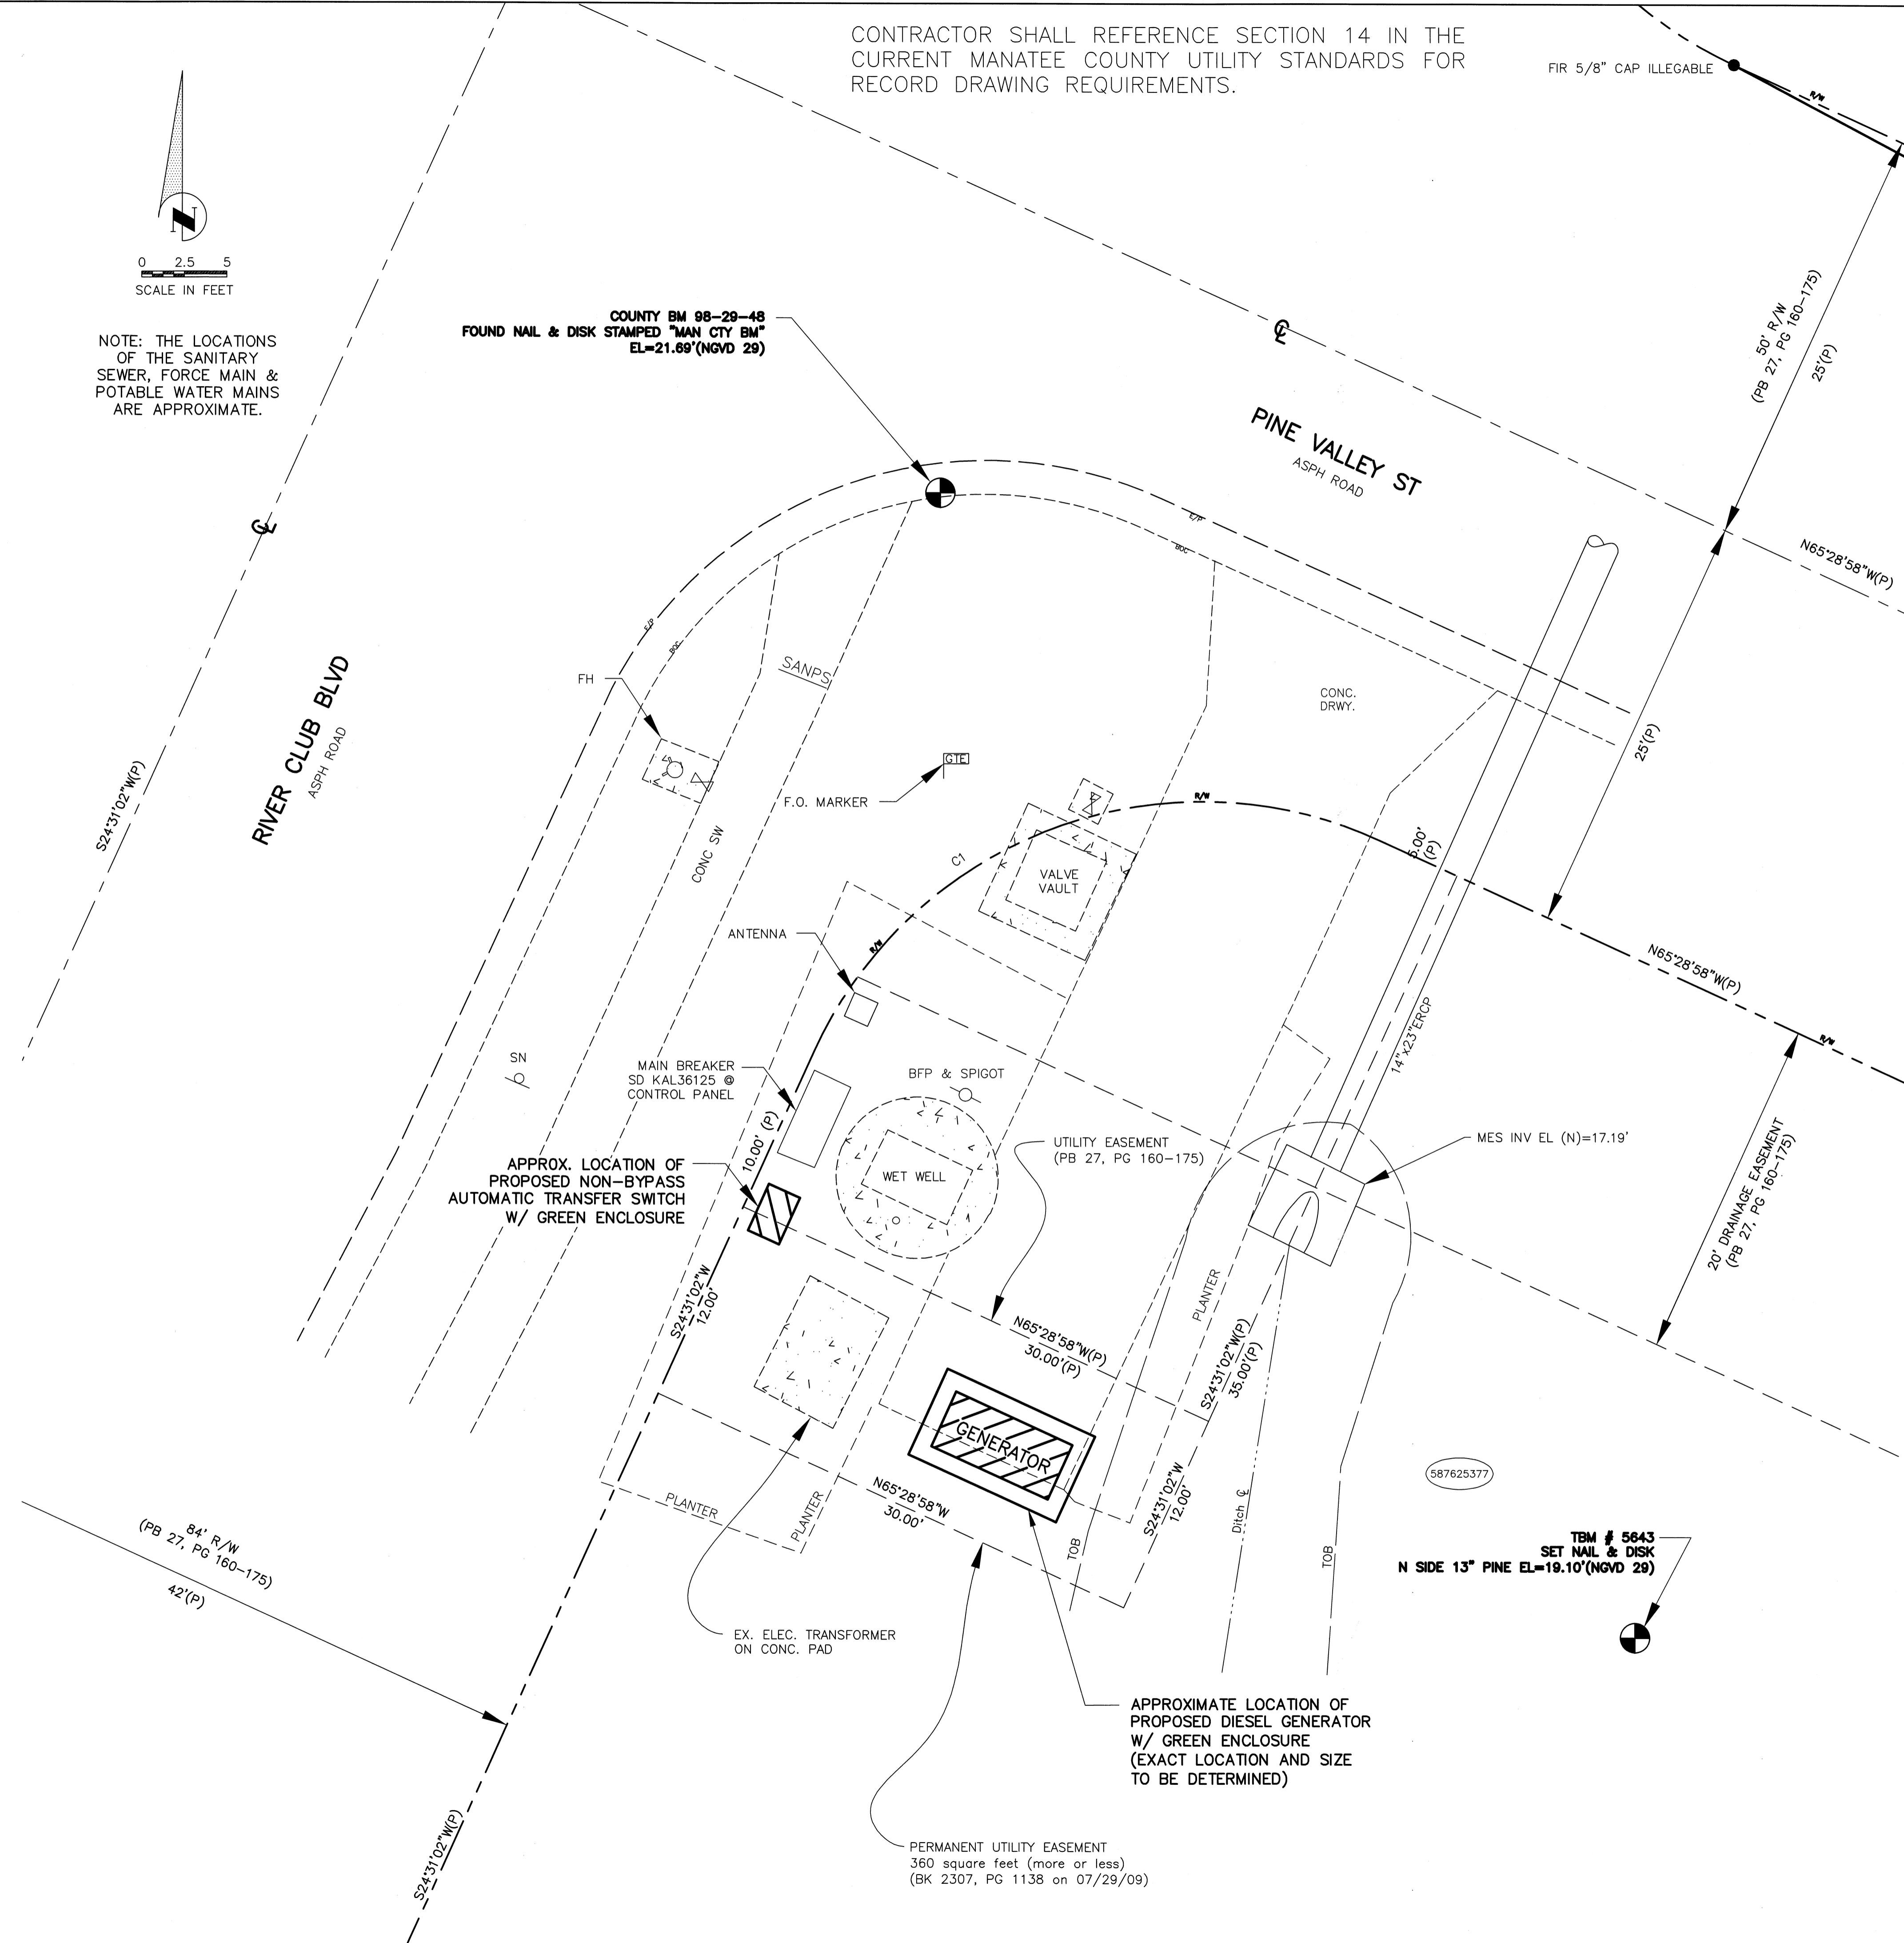 CONTRACTOR SHALL REFERENCE SECTION 14 IN THE
CURRENT MANATEE COUNTY UTILITY STANDARDS FOR
RECORD DRAWING REQUIREMENTS.
FIR 5/8" CAP ILLEGABLE
R/W
N
0 2.5 5
SCALE IN FEET
NOTE: THE LOCATIONS
OF THE SANITARY
SEWER, FORCE MAIN &
POTABLE WATER MAINS
ARE APPROXIMATE.
COUNTY BM 98-29-48
FOUND NAIL & DISK STAMPED "MAN CTY BM"
EL=21.69'(NGVD 29)
50' R/W
(PB 27, PG 160-175)
25'(P)
℄
PINE VALLEY ST
ASPH ROAD
℄
E/P
BOC
N65°28'58"W(P)
E/P
BOC
SANPS
FH
RIVER CLUB BLVD
ASPH ROAD
S24°31'02"W(P)
CONC.
DRWY.
25'(P)
GTE
F.O. MARKER
R/W
CONC SW
C1
5.00'
(P)
VALVE
VAULT
ANTENNA
R/W
N65°28'58"W(P)
R/W
14"x23"ERCP
SN
MAIN BREAKER
SD KAL36125 @
CONTROL PANEL
BFP & SPIGOT
10.00' (P)
UTILITY EASEMENT
(PB 27, PG 160-175)
MES INV EL (N)=17.19'
20' DRAINAGE EASEMENT
(PB 27, PG 160-175)
APPROX. LOCATION OF
PROPOSED NON-BYPASS
AUTOMATIC TRANSFER SWITCH
W/ GREEN ENCLOSURE
WET WELL
S24°31'02"W
12.00'
PLANTER
N65°28'58"W(P)
30.00'(P)
S24°31'02"W(P)
35.00'(P)
GENERATOR
587625377
N65°28'58"W
30.00'
S24°31'02"W
12.00'
PLANTER
PLANTER
Ditch ℄
TOB
TOB
84' R/W
(PB 27, PG 160-175)
42'(P)
TBM # 5643
SET NAIL & DISK
N SIDE 13" PINE EL=19.10'(NGVD 29)
EX. ELEC. TRANSFORMER
ON CONC. PAD
APPROXIMATE LOCATION OF
PROPOSED DIESEL GENERATOR
W/ GREEN ENCLOSURE
(EXACT LOCATION AND SIZE
TO BE DETERMINED)
S24°31'02"W(P)
PERMANENT UTILITY EASEMENT
360 square feet (more or less)
(BK 2307, PG 1138 on 07/29/09)